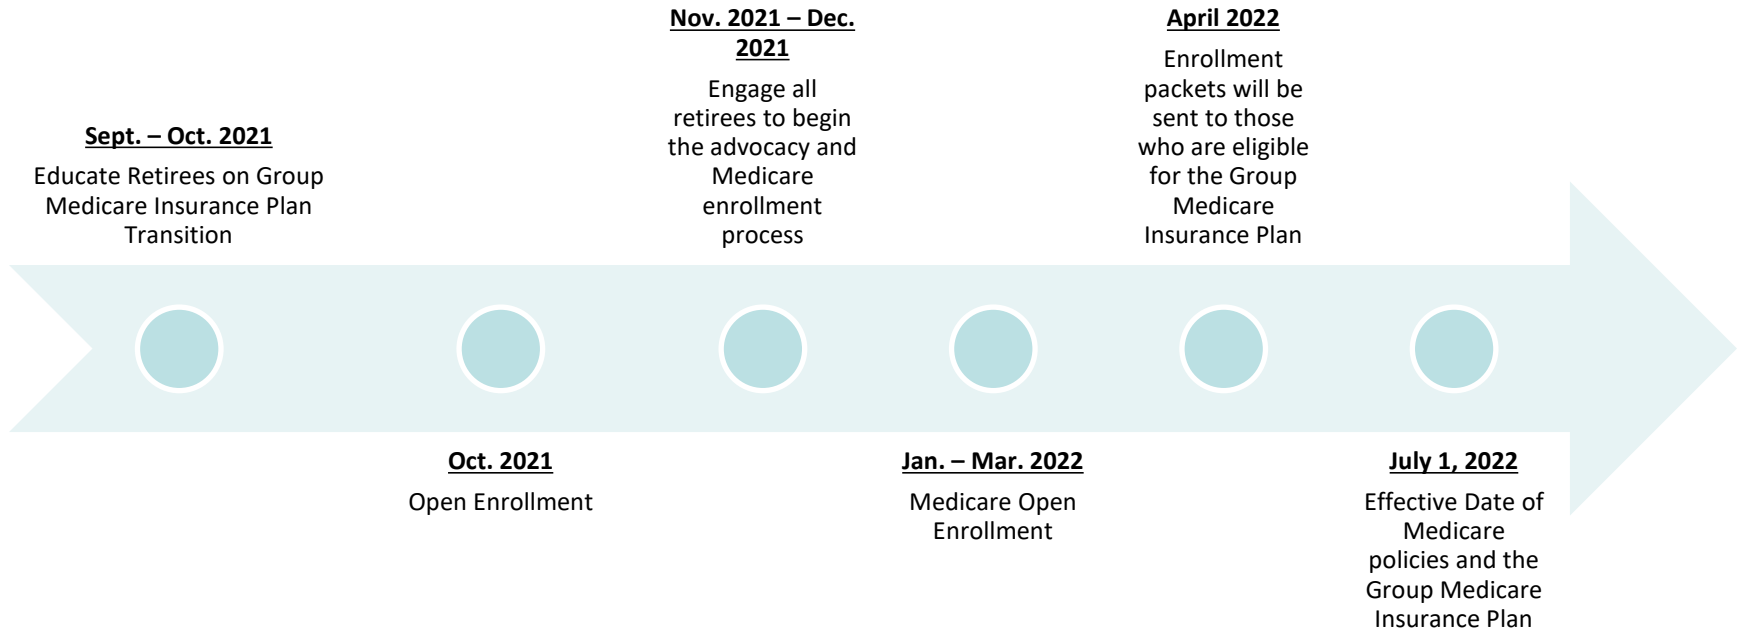 Sept. – Oct. 2021
Educate Retirees on Group
Medicare Insurance Plan
Transition
Oct. 2021
Open Enrollment
Nov. 2021 – Dec.
2021
Engage all
retirees to begin
the advocacy and
Medicare
enrollment
process
Jan. – Mar. 2022
Medicare Open
Enrollment
April 2022
Enrollment
packets will be
sent to those
who are eligible
for the Group
Medicare
Insurance Plan
July 1, 2022
Effective Date of
Medicare
policies and the
Group Medicare
Insurance Plan